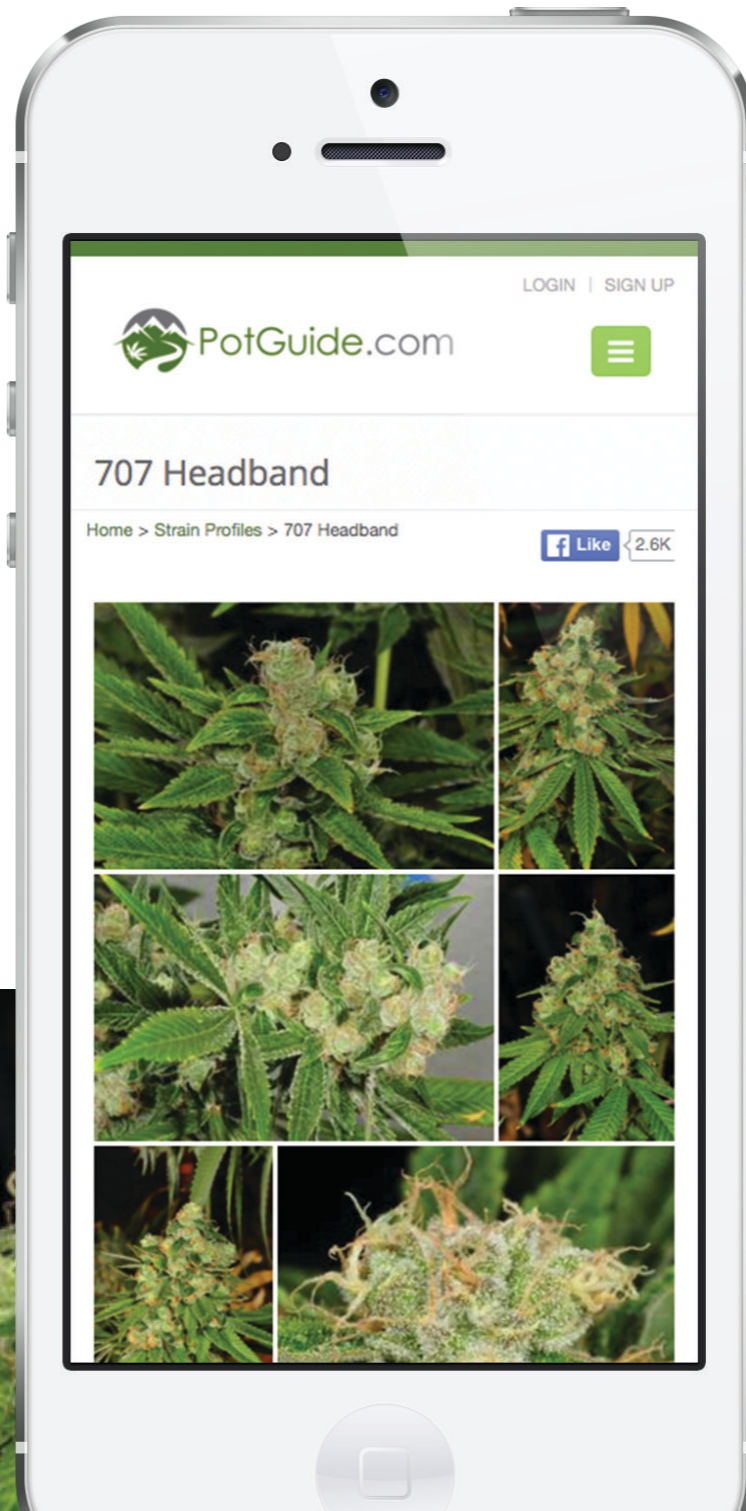 LOGIN | SIGN UP
PotGuide.com
707 Headband
Home > Strain Profiles > 707 Headband
Like 2.6K